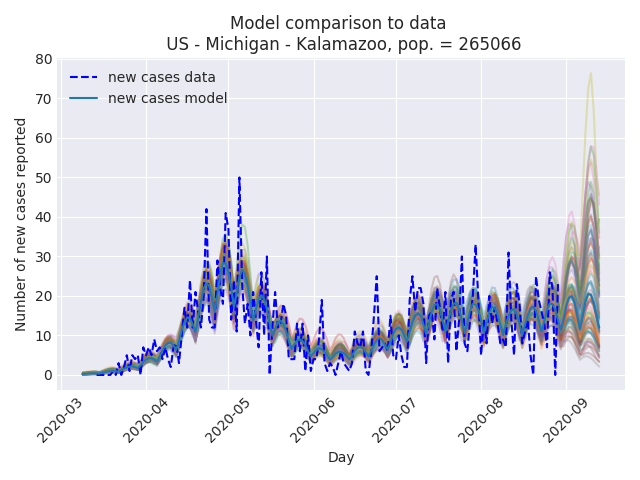 Model comparison to data
US - Michigan - Kalamazoo, pop. = 265066
new cases data
new cases model
Number of new cases reported
80
70
60
50
40
30
20
10
0
2020-03
2020-04
2020-05
2020-06
2020-07
2020-08
2020-09
Day